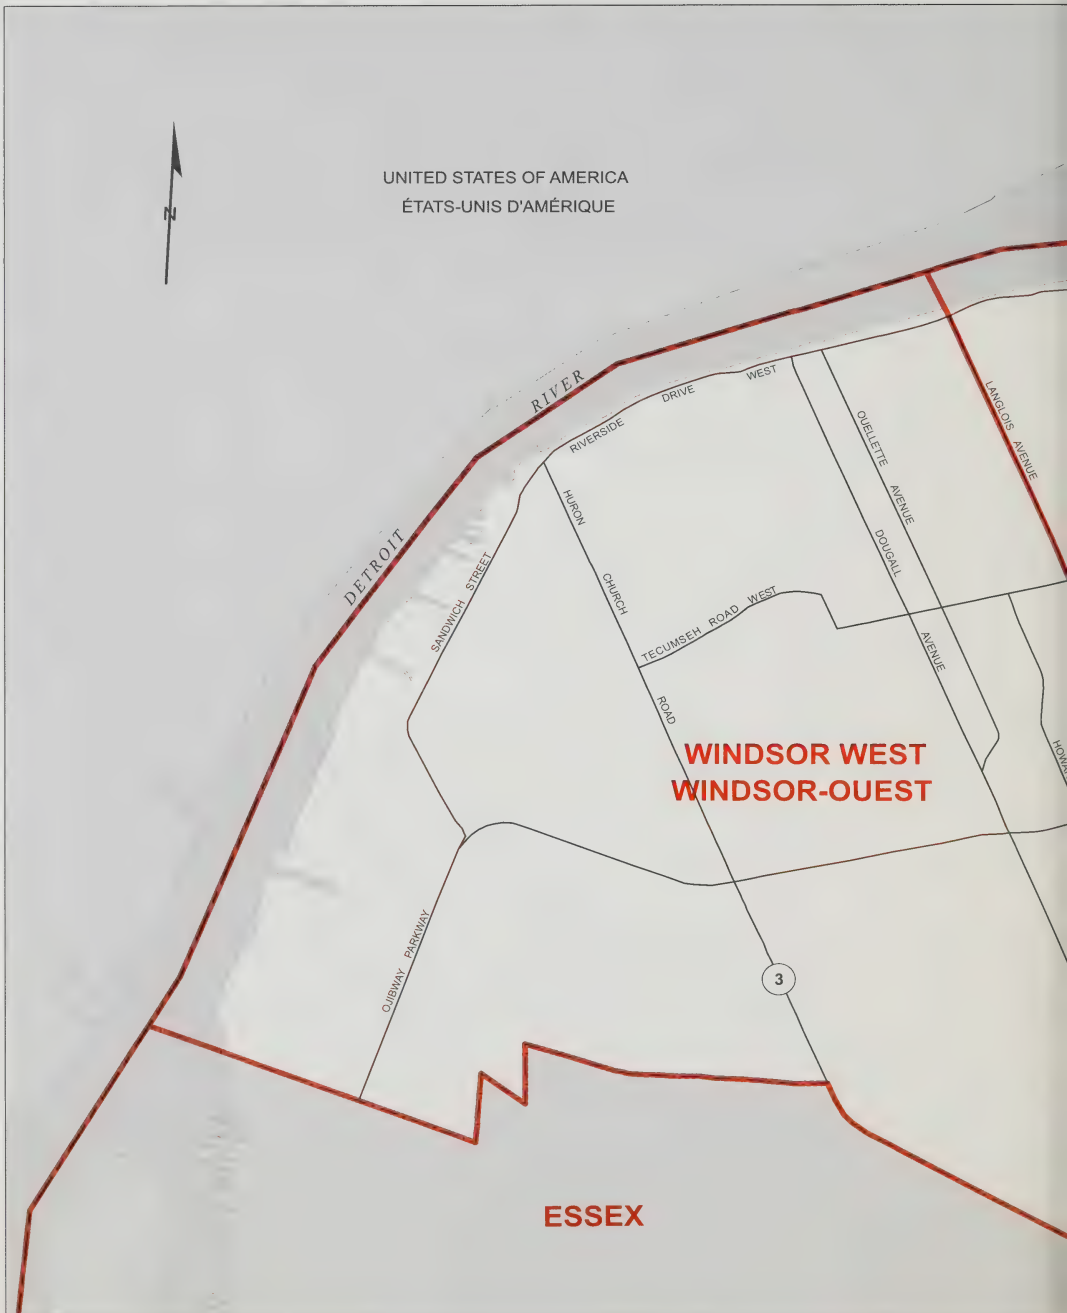 UNITED STATES OF AMERICA
ÉTATS-UNIS D'AMÉRIQUE
N
DETROIT RIVER
RIVERSIDE DRIVE WEST
LANGLOIS AVENUE
OUELLETTE AVENUE
DOUGALL AVENUE
HURON CHURCH ROAD
SANDWICH STREET
TECUMSEH ROAD WEST
WINDSOR WEST
WINDSOR-OUEST
OJIBWAY PARKWAY
3
ESSEX